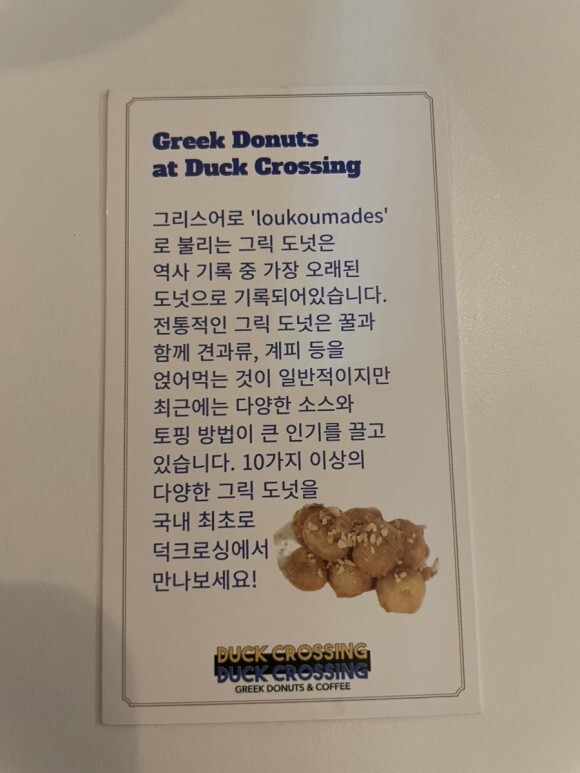 Greek Donuts
at Duck Crossing
그리스어로 'loukoumades'
로 불리는 그릭 도넛은
역사 기록 중 가장 오래된
도넛으로 기록되어있습니다.
전통적인 그릭 도넛은 꿀과
함께 견과류, 계피 등을
얹어먹는 것이 일반적이지만
최근에는 다양한 소스와
토핑 방법이 큰 인기를 끌고
있습니다. 10가지 이상의
다양한 그릭 도넛을
국내 최초로
덕크로싱에서
만나보세요!
DUCK CROSSING
DUCK CROSSING
GREEK DONUTS & COFFEE